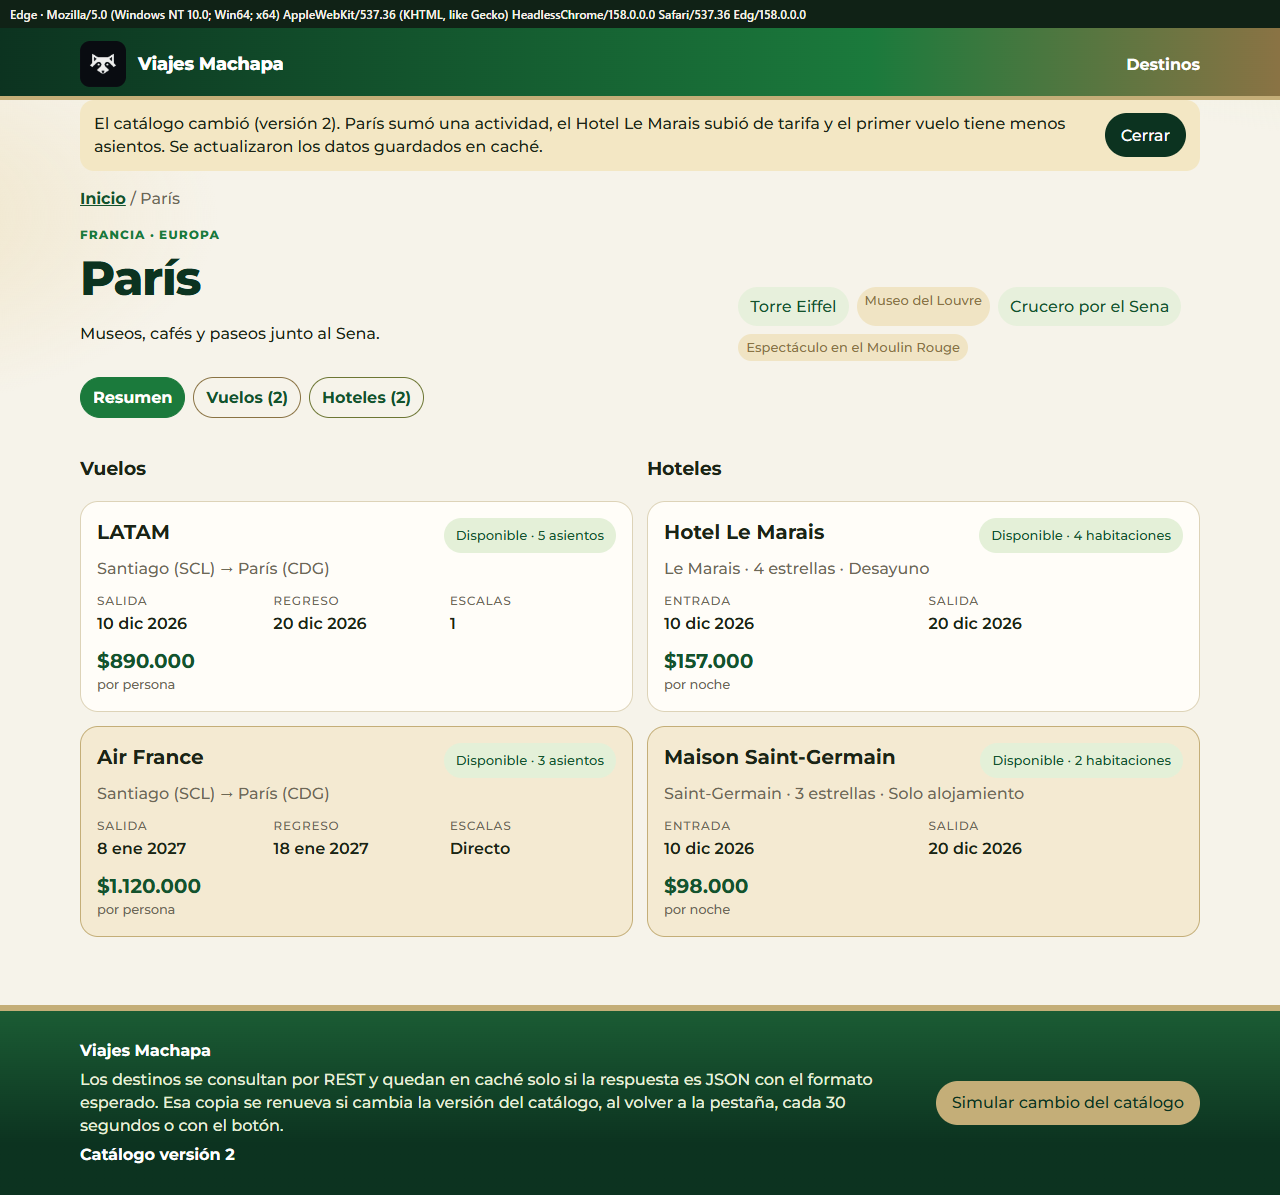 Edge · Mozilla/5.0 (Windows NT 10.0; Win64; x64) AppleWebKit/537.36 (KHTML, like Gecko) HeadlessChrome/158.0.0.0 Safari/537.36 Edg/158.0.0.0
Viajes Machapa
Destinos
El catálogo cambió (versión 2). París sumó una actividad, el Hotel Le Marais subió de tarifa y el primer vuelo tiene menos
asientos. Se actualizaron los datos guardados en caché.
Cerrar
Inicio / París
FRANCIA · EUROPA
París
Museos, cafés y paseos junto al Sena.
Torre Eiffel
Museo del Louvre
Crucero por el Sena
Espectáculo en el Moulin Rouge
Resumen
Vuelos (2)
Hoteles (2)
Vuelos
LATAM
Disponible · 5 asientos
Santiago (SCL) → París (CDG)
SALIDA REGRESO ESCALAS
10 dic 2026 20 dic 2026 1
$890.000
por persona
Air France
Disponible · 3 asientos
Santiago (SCL) → París (CDG)
SALIDA REGRESO ESCALAS
8 ene 2027 18 ene 2027 Directo
$1.120.000
por persona
Hoteles
Hotel Le Marais
Disponible · 4 habitaciones
Le Marais · 4 estrellas · Desayuno
ENTRADA SALIDA
10 dic 2026 20 dic 2026
$157.000
por noche
Maison Saint-Germain
Disponible · 2 habitaciones
Saint-Germain · 3 estrellas · Solo alojamiento
ENTRADA SALIDA
10 dic 2026 20 dic 2026
$98.000
por noche
Viajes Machapa
Los destinos se consultan por REST y quedan en caché solo si la respuesta es JSON con el formato
esperado. Esa copia se renueva si cambia la versión del catálogo, al volver a la pestaña, cada 30
segundos o con el botón.
Catálogo versión 2
Simular cambio del catálogo